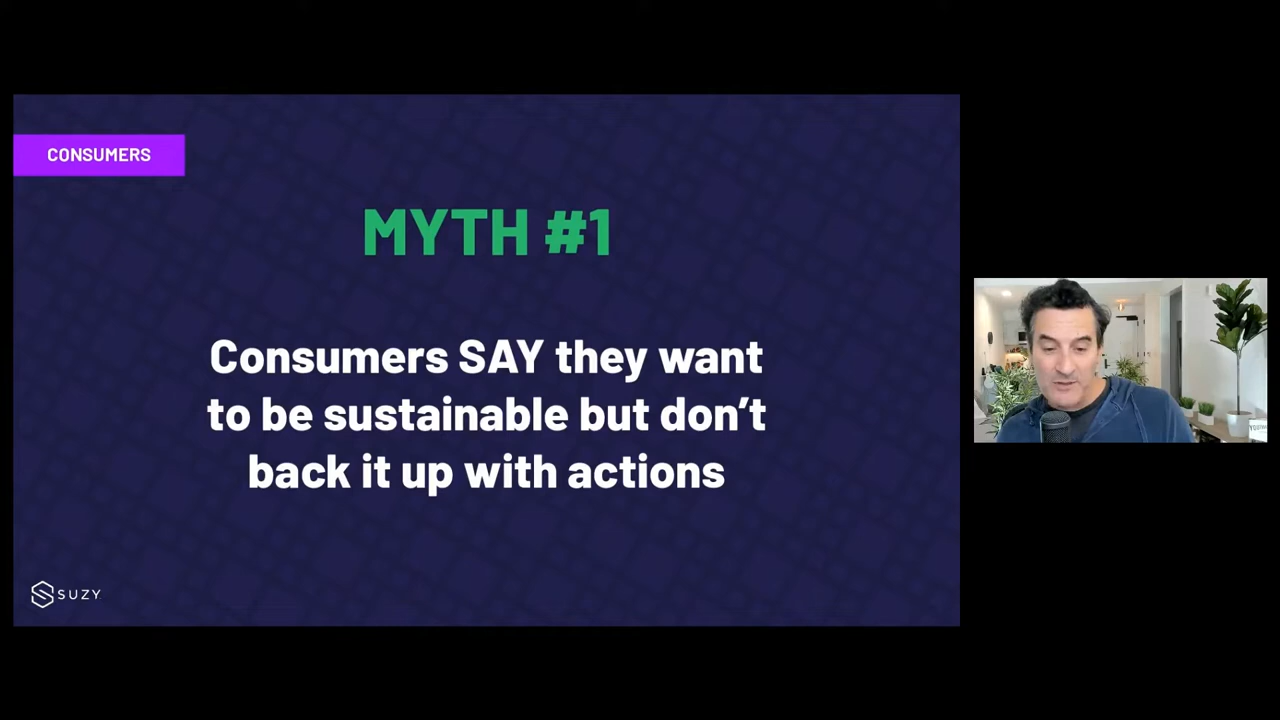 CONSUMERS
MYTH #1
Consumers SAY they want
to be sustainable but don’t
back it up with actions
SUZY